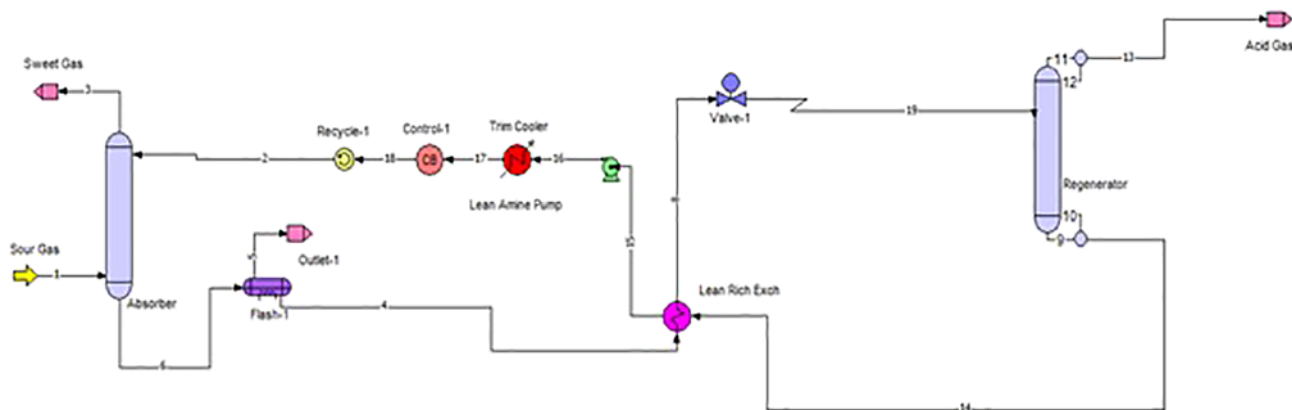 11
13
12
Acid Gas
Sweet Gas
3
Recycle-1
Control-1
Trim Cooler
Valve-1
19
2
18
CB
17
16
Lean Amine Pump
Regenerator
10
9
15
8
Sour Gas
1
5
Outlet-1
Absorber
Flash-1
4
Lean Rich Exch
6
14